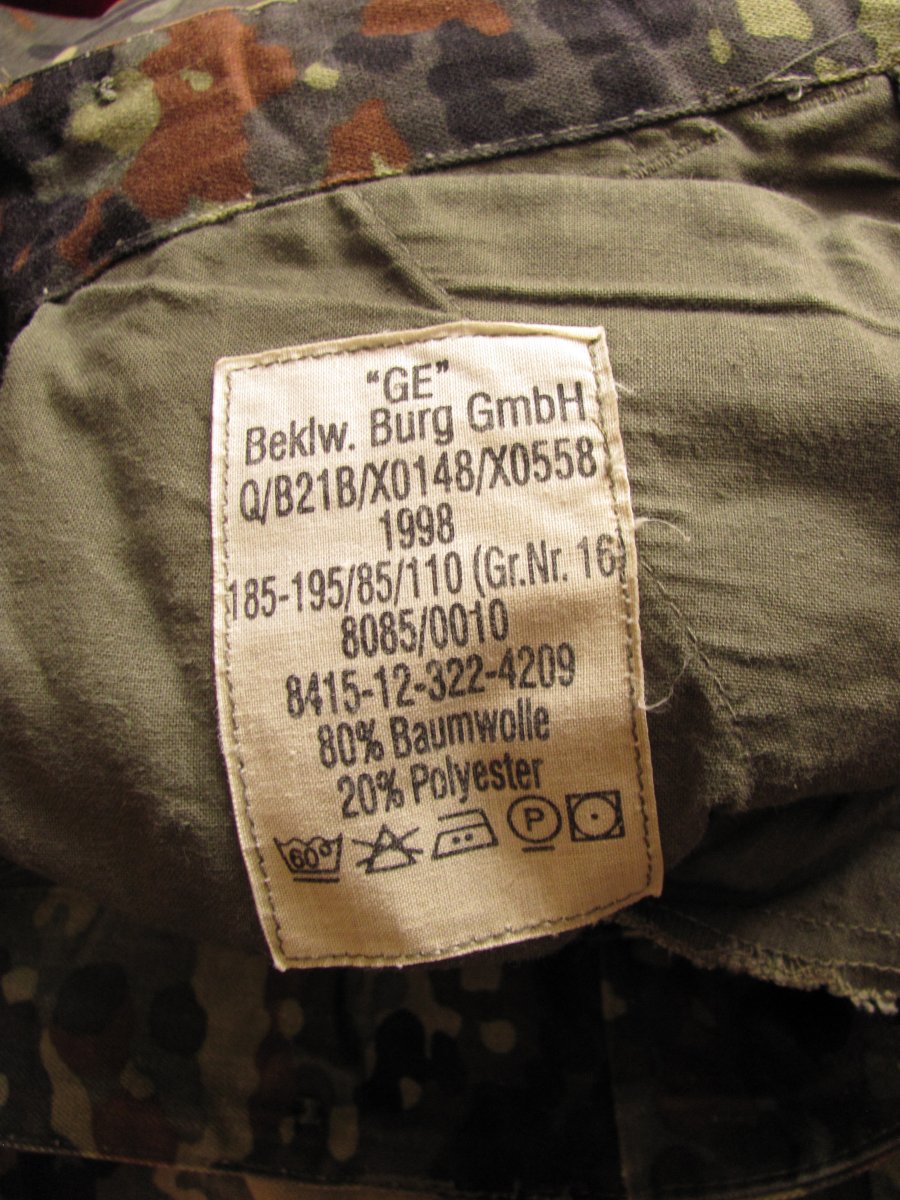 “GE”
Beklw. Burg GmbH
Q/B21B/X0148/X0558
1998
185-195/85/110 (Gr.Nr. 16)
8085/0010
8415-12-322-4209
80% Baumwolle
20% Polyester
60 P